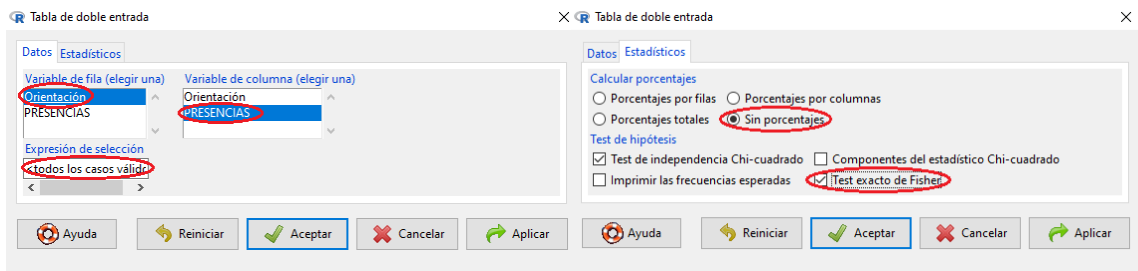 Tabla de doble entrada
Datos Estadísticos
Variable de fila (elegir una) Variable de columna (elegir una)
Orientación Orientación
PRESENCIAS PRESENCIAS
Expresión de selección
<todos los casos válidc
Ayuda Reiniciar Aceptar Cancelar Aplicar
Tabla de doble entrada
Datos Estadísticos
Calcular porcentajes
Porcentajes por filas Porcentajes por columnas
Porcentajes totales Sin porcentajes
Test de hipótesis
Test de independencia Chi-cuadrado Componentes del estadístico Chi-cuadrado
Imprimir las frecuencias esperadas Test exacto de Fisher
Ayuda Reiniciar Aceptar Cancelar Aplicar